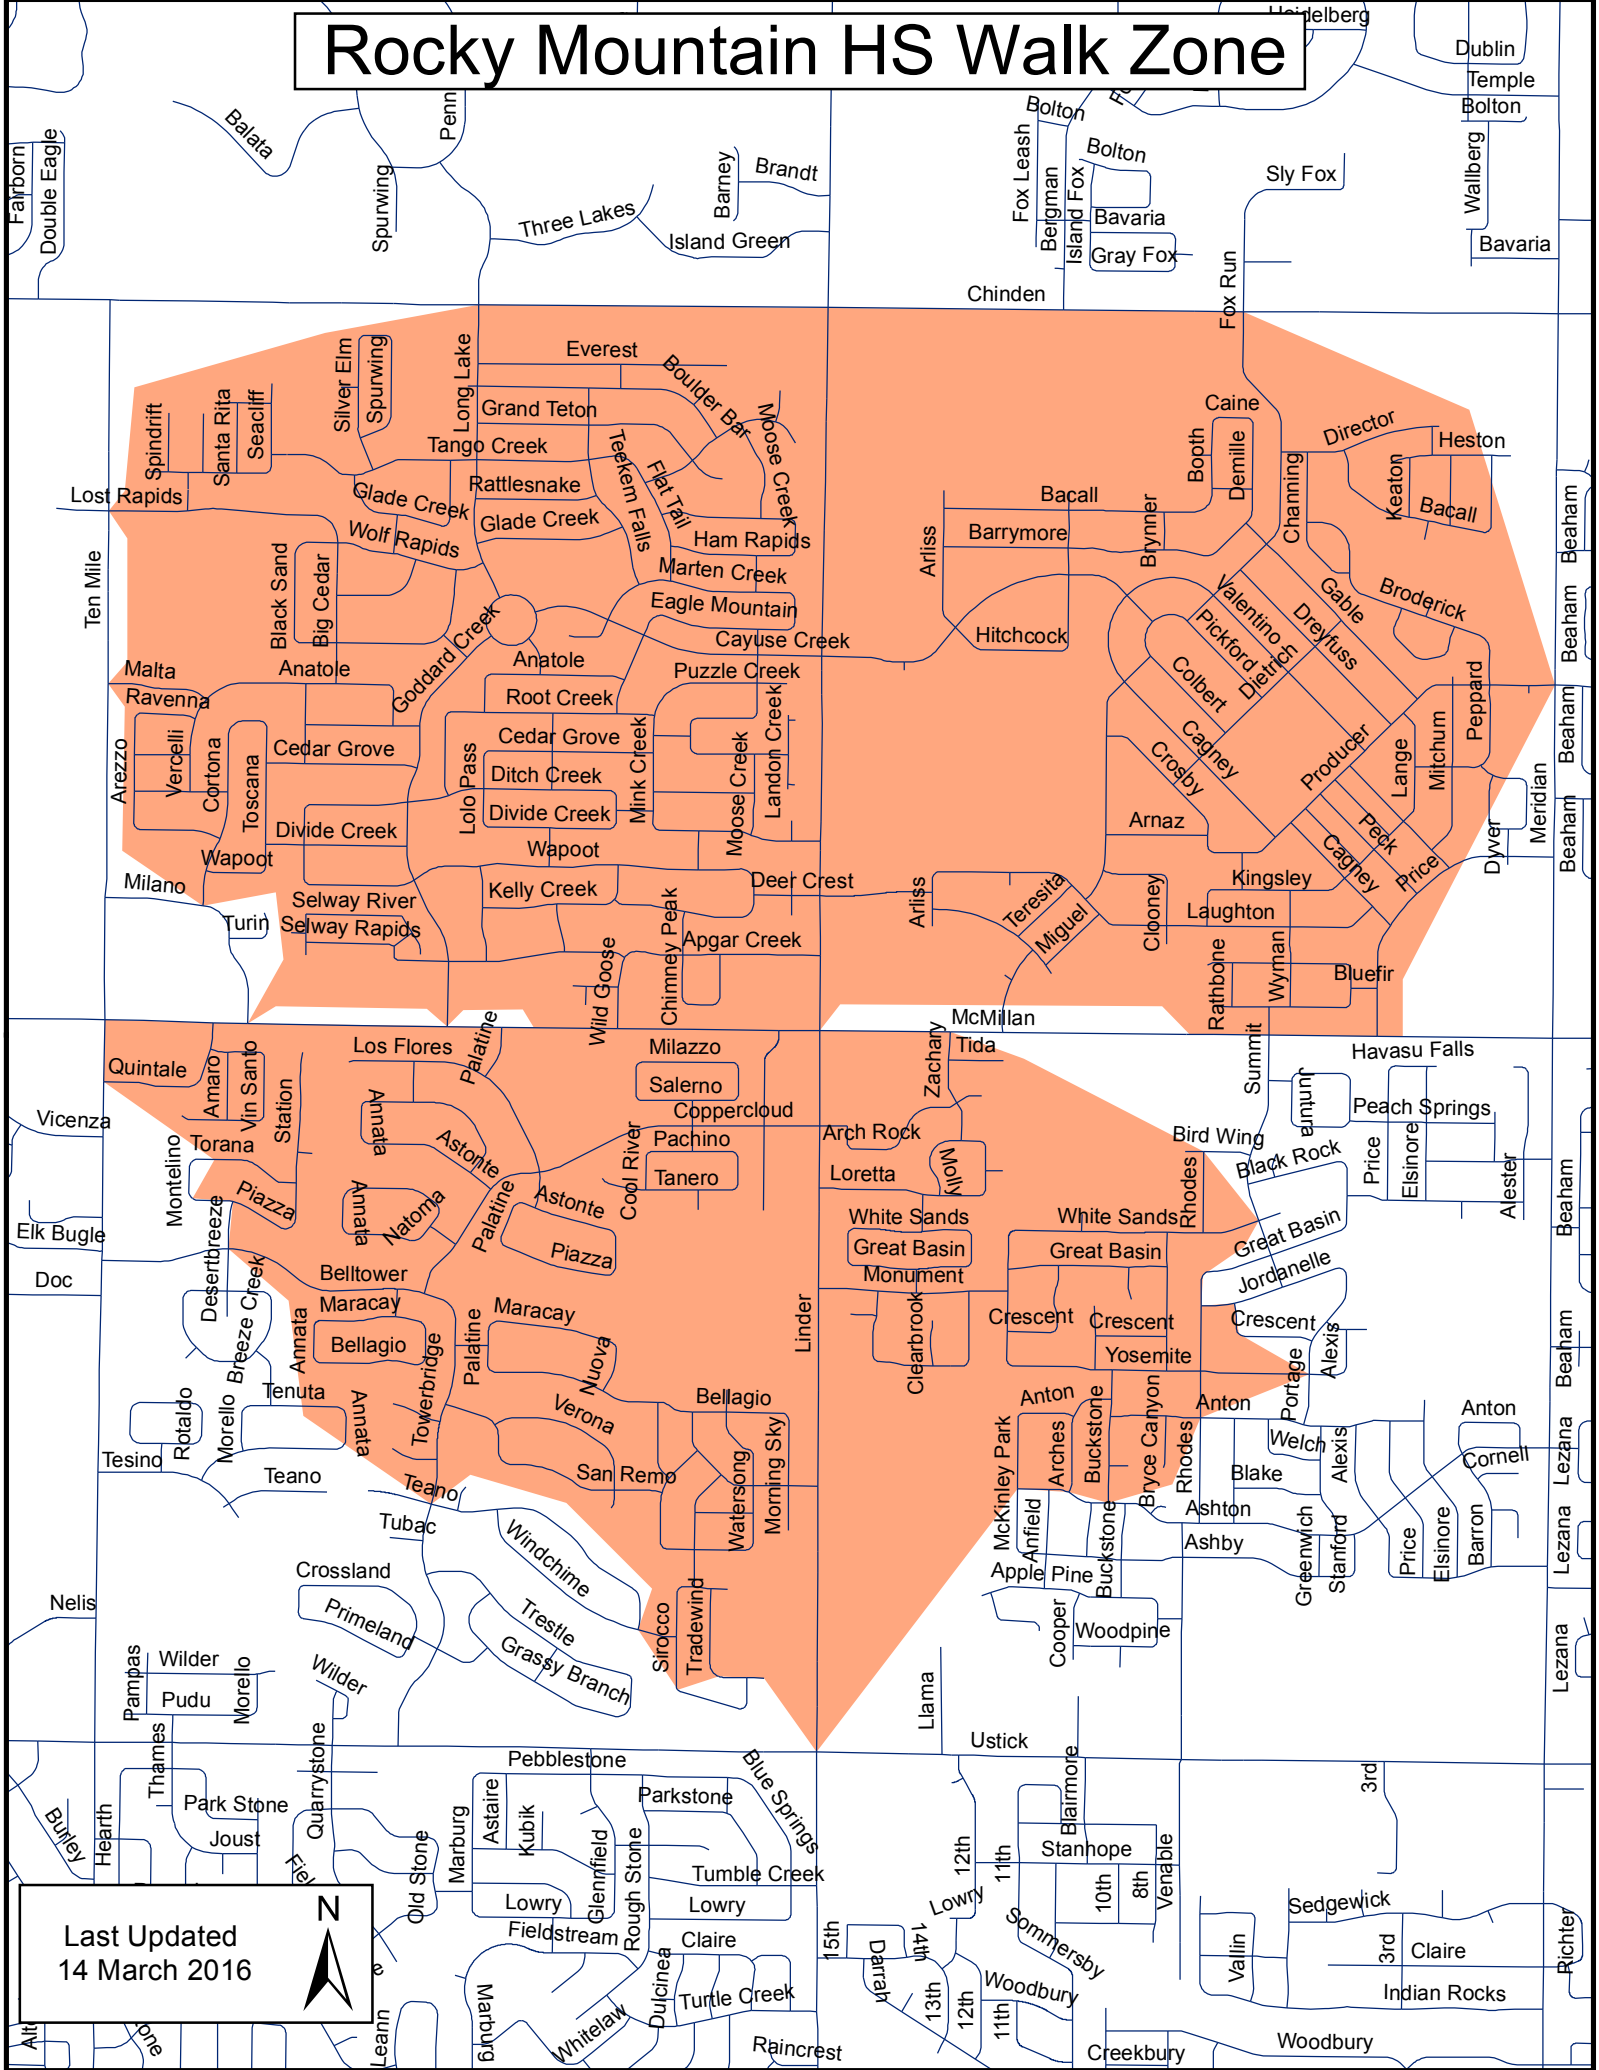 Rocky Mountain HS Walk Zone
Heidelberg
Dublin
Temple
Bolton
Balata
Penn
Bolton
Fairborn
Double Eagle
Spurwing
Three Lakes
Barney
Brandt
Island Green
Fox Leash
Bergman
Island Fox
Bolton
Bavaria
Gray Fox
Sly Fox
Fox Run
Wallberg
Bavaria
Chinden
Silver Elm
Spurwing
Long Lake
Everest
Boulder Bar
Moose Creek
Grand Teton
Spindrift
Santa Rita
Seacliff
Tango Creek
Teekem Falls
Flat Tail
Caine
Bopth
Demille
Director
Heston
Channing
Keaton
Bacall
Lost Rapids
Glade Creek
Rattlesnake
Glade Creek
Wolf Rapids
Ham Rapids
Marten Creek
Eagle Mountain
Bacall
Barrymore
Brynner
Arliss
Beaham
Beaham
Ten Mile
Black Sand
Big Cedar
Goddard Creek
Cayuse Creek
Hitchcock
Valentino
Pickford
Dietrich
Dreyfuss
Gable
Broderick
Colbert
Malta
Anatole
Anatole
Puzzle Creek
Ravenna
Root Creek
Landon Creek
Peppard
Arezzo
Vercelli
Cortona
Toscana
Cedar Grove
Cedar Grove
Lolo Pass
Ditch Creek
Mink Creek
Moose Creek
Cagney
Crosby
Producer
Lange
Mitchum
Beaham
Meridian
Beaham
Divide Creek
Divide Creek
Arnaz
Peck
Cagney
Price
Dyver
Wapoot
Wapoot
Milano
Selway River
Kelly Creek
Deer Crest
Arliss
Teresita
Miguel
Clooney
Kingsley
Laughton
Turin
Selway Rapids
Wild Goose
Chimney Peak
Apgar Creek
Rathbone
Wyman
Bluefir
McMillan
Quintale
Amaro
Vin Santo
Station
Los Flores
Palatine
Milazzo
Salerno
Zachary
Tida
Summit
Juntura
Havasu Falls
Peach Springs
Vicenza
Torana
Montelino
Annata
Astonte
Coppercloud
Pachino
Cool River
Tanero
Arch Rock
Loretta
Molly
Bird Wing
Rhodes
Black Rock
Price
Elsinore
Alester
Beaham
Piazza
Annata
Natoma
Palatine
Astonte
Piazza
White Sands
Great Basin
Monument
White Sands
Great Basin
Great Basin
Jordanelle
Elk Bugle
Doc
Desertbreeze
Breeze Creek
Belltower
Maracay
Bellagio
Annata
Towerbridge
Palatine
Maracay
Nuova
Linder
Clearbrook
Crescent
Crescent
Yosemite
Crescent
Alexis
Portage
Beaham
Rotaldo
Morello
Tenuta
Annata
Verona
Bellagio
Anton
Anton
Anton
McKinley Park
Arches
Buckstone
Bryce Canyon
Rhodes
Welch
Alexis
Cornell
Lezana
Tesino
Teano
Teano
San Remo
Watersong
Morning Sky
Blake
Tubac
Windchime
Anfield
Buckstone
Ashton
Ashby
Greenwich
Stanford
Price
Elsinore
Barron
Lezana
Crossland
Primeland
Trestle
Grassy Branch
Sirocco
Tradewind
Apple Pine
Cooper
Woodpine
Nelis
Pampas
Wilder
Pudu
Morello
Wilder
Llama
Lezana
Ustick
Thames
Quarrystone
Pebblestone
Blue Springs
Blairmore
3rd
Burley
Hearth
Park Stone
Joust
Old Stone
Marburg
Astaire
Kubik
Glennfield
Rough Stone
Parkstone
Tumble Creek
12th
11th
Stanhope
10th
8th
Venable
Lowry
Lowry
Lowry
Fieldstream
Claire
15th
14th
Sommersby
Sedgewick
Vallin
3rd
Claire
Richter
Darrah
Dulcinea
Turtle Creek
13th
12th
11th
Woodbury
Indian Rocks
Marburg
Leann
Whitelaw
Raincrest
Creekbury
Woodbury
Last Updated
14 March 2016
N